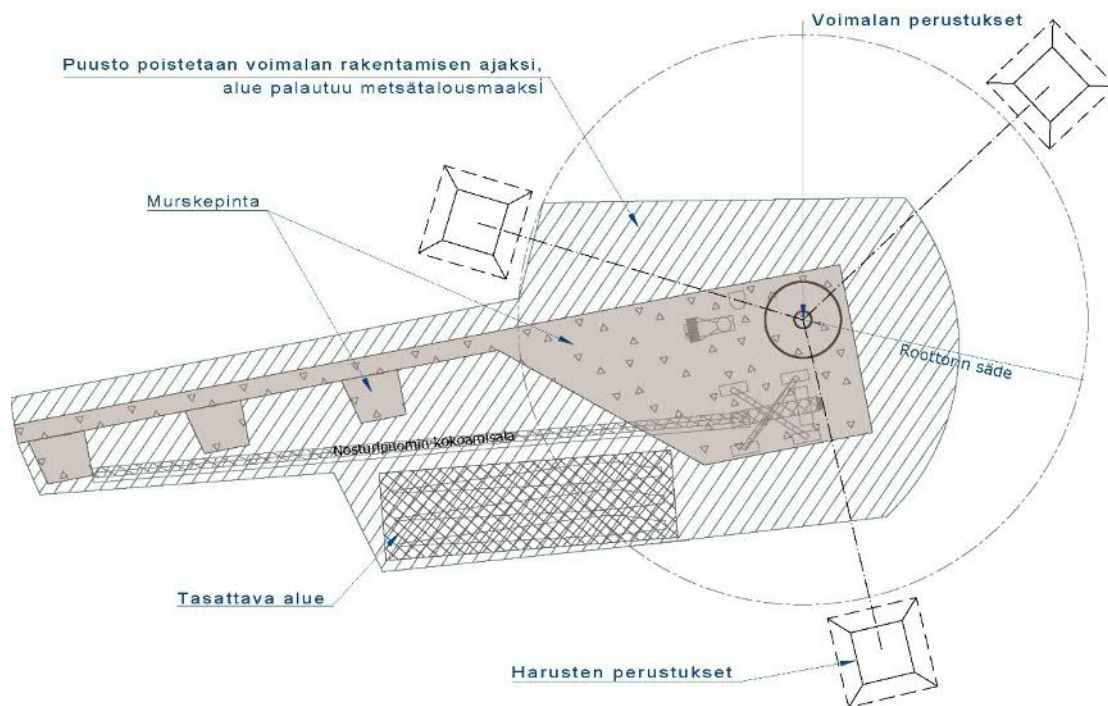 Voimalan perustukset
Puusto poistetaan voimalan rakentamisen ajaksi,
alue palautuu metsätalousmaaksi
Murskepinta
Roottorin säde
Nosturipuomin kokoamisala
Tasattava alue
Harusten perustukset